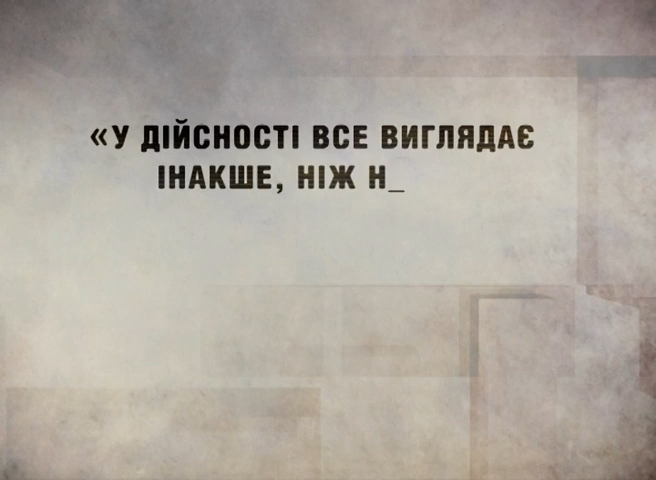 «У ДІЙСНОСТІ ВСЕ ВИГЛЯДАЄ
ІНАКШЕ, НІЖ Н_